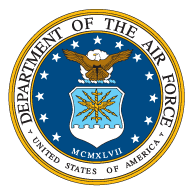 DEPARTMENT OF THE AIR FORCE
MCMXLVII
UNITED STATES OF AMERICA